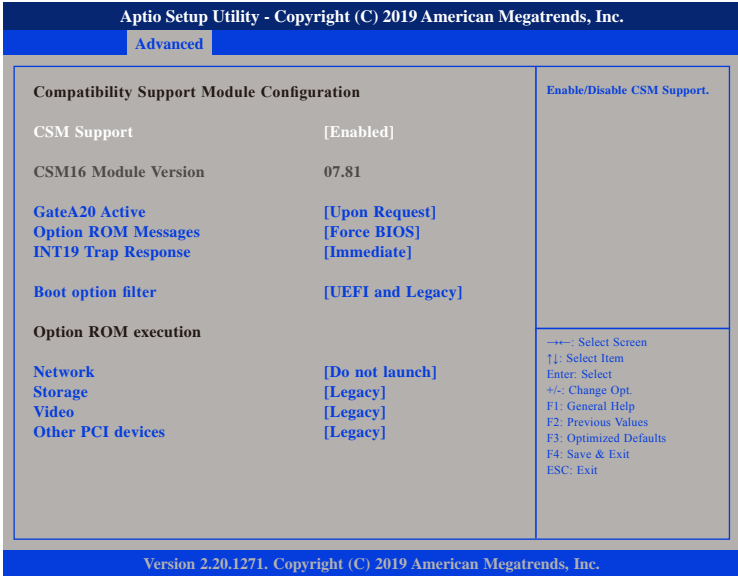 Aptio Setup Utility - Copyright (C) 2019 American Megatrends, Inc.
Advanced
Compatibility Support Module Configuration
CSM Support [Enabled]
CSM16 Module Version 07.81
GateA20 Active [Upon Request]
Option ROM Messages [Force BIOS]
INT19 Trap Response [Immediate]
Boot option filter [UEFI and Legacy]
Option ROM execution
Network [Do not launch]
Storage [Legacy]
Video [Legacy]
Other PCI devices [Legacy]
Enable/Disable CSM Support.
→←: Select Screen
↑↓: Select Item
Enter: Select
+/-: Change Opt.
F1: General Help
F2: Previous Values
F3: Optimized Defaults
F4: Save & Exit
ESC: Exit
Version 2.20.1271. Copyright (C) 2019 American Megatrends, Inc.